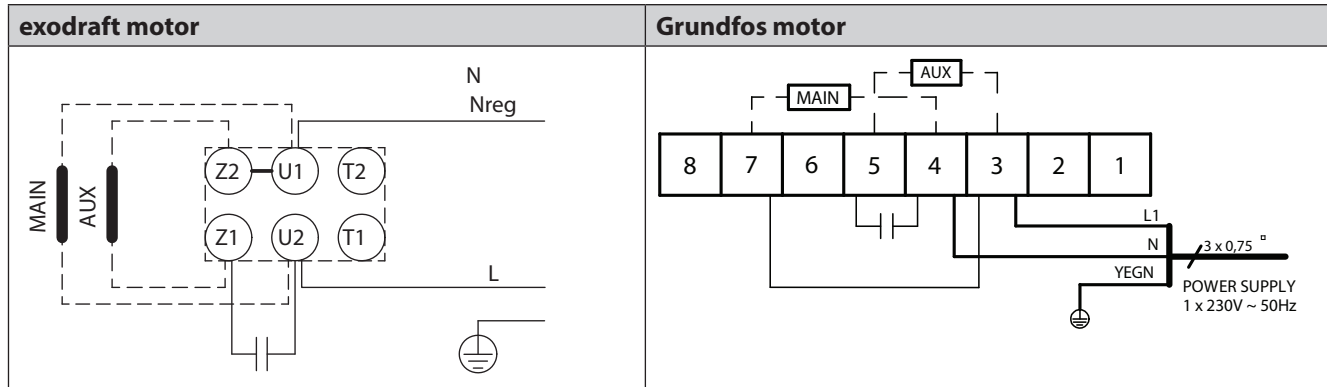 exodraft motor
Grundfos motor
N
Nreg
MAIN
AUX
Z2
U1
T2
Z1
U2
T1
L
AUX
MAIN
8 7 6 5 4 3 2 1
L1
N
3 x 0,75 ¤
YEGN
POWER SUPPLY
1 x 230V ~ 50Hz